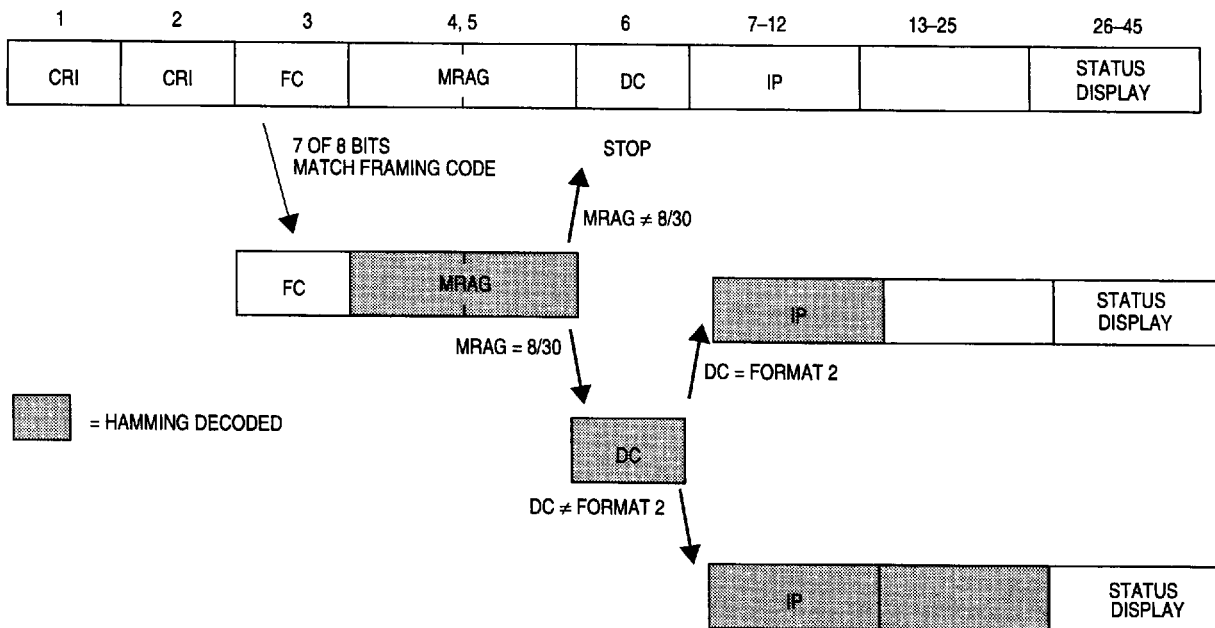 1 2 3 4, 5 6 7–12 13–25 26–45
CRI CRI FC MRAG DC IP STATUS
DISPLAY
7 OF 8 BITS
MATCH FRAMING CODE
STOP
MRAG ≠ 8/30
FC MRAG
IP STATUS
DISPLAY
MRAG = 8/30
DC = FORMAT 2
= HAMMING DECODED
DC
DC ≠ FORMAT 2
IP STATUS
DISPLAY